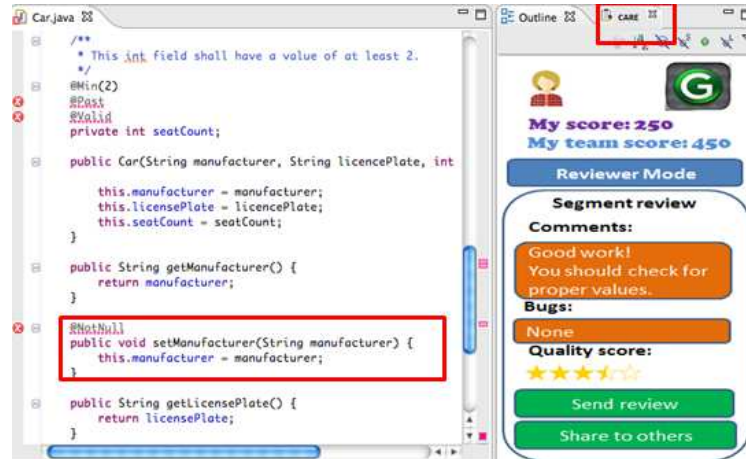 Car.java
Outline
CARE
/**
* This int field shall have a value of at least 2.
*/
@Min(2)
@Past
@Valid
private int seatCount;
public Car(String manufacturer, String licencePlate, int
this.manufacturer = manufacturer;
this.licensePlate = licencePlate;
this.seatCount = seatCount;
}
public String getManufacturer() {
return manufacturer;
}
@NotNull
public void setManufacturer(String manufacturer) {
this.manufacturer = manufacturer;
}
public String getLicensePlate() {
return licensePlate;
}
G
My score: 250
My team score: 450
Reviewer Mode
Segment review
Comments:
Good work!
You should check for
proper values.
Bugs:
None
Quality score:
Send review
Share to others